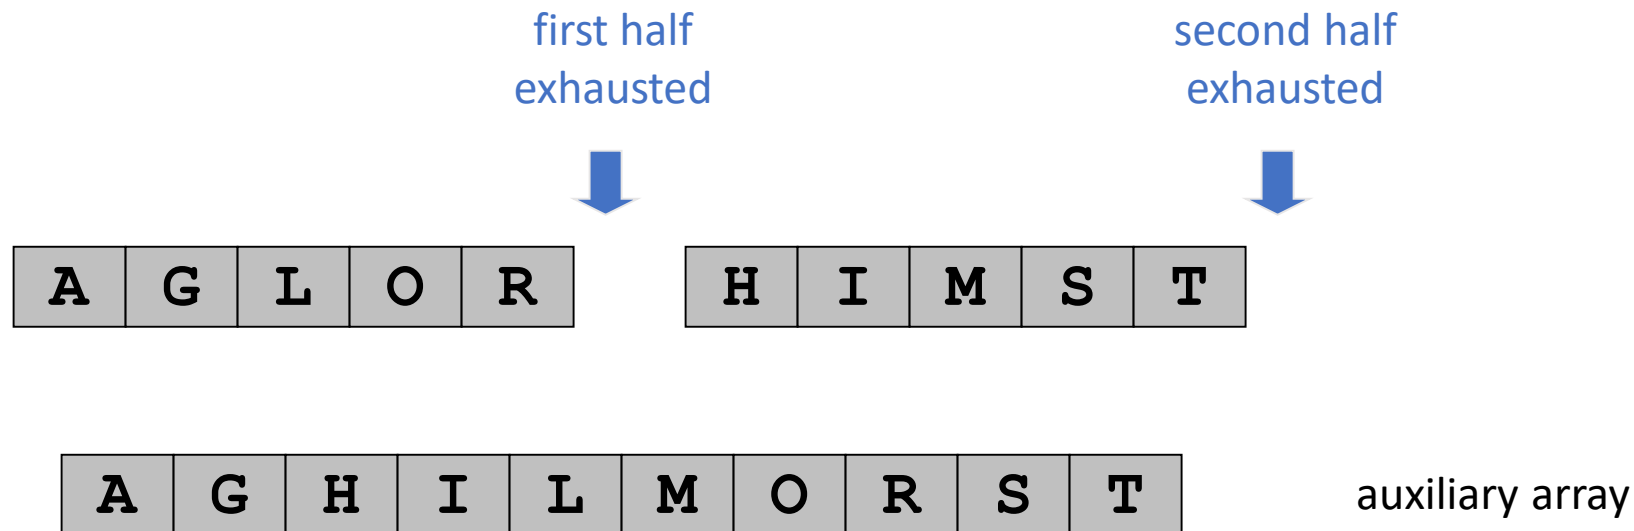 first half
exhausted
second half
exhausted
A G L O R H I M S T
A G H I L M O R S T
auxiliary array